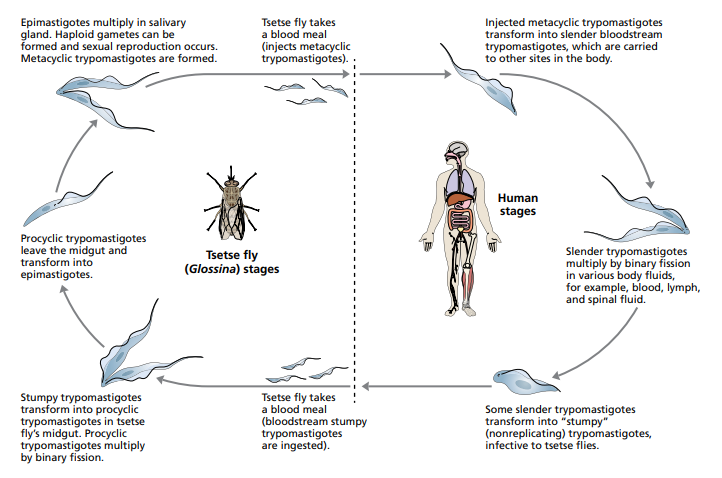 Epimastigotes multiply in salivary
gland. Haploid gametes can be
formed and sexual reproduction occurs.
Metacyclic trypomastigotes are formed.
Tsetse fly takes
a blood meal
(injects metacyclic
trypomastigotes).
Injected metacyclic trypomastigotes
transform into slender bloodstream
trypomastigotes, which are carried
to other sites in the body.
Human
stages
Tsetse fly
(Glossina) stages
Procyclic trypomastigotes
leave the midgut and
transform into
epimastigotes.
Slender trypomastigotes
multiply by binary fission
in various body fluids,
for example, blood, lymph,
and spinal fluid.
Stumpy trypomastigotes
transform into procyclic
trypomastigotes in tsetse
fly’s midgut. Procyclic
trypomastigotes multiply
by binary fission.
Tsetse fly takes
a blood meal
(bloodstream stumpy
trypomastigotes
are ingested).
Some slender trypomastigotes
transform into “stumpy”
(nonreplicating) trypomastigotes,
infective to tsetse flies.